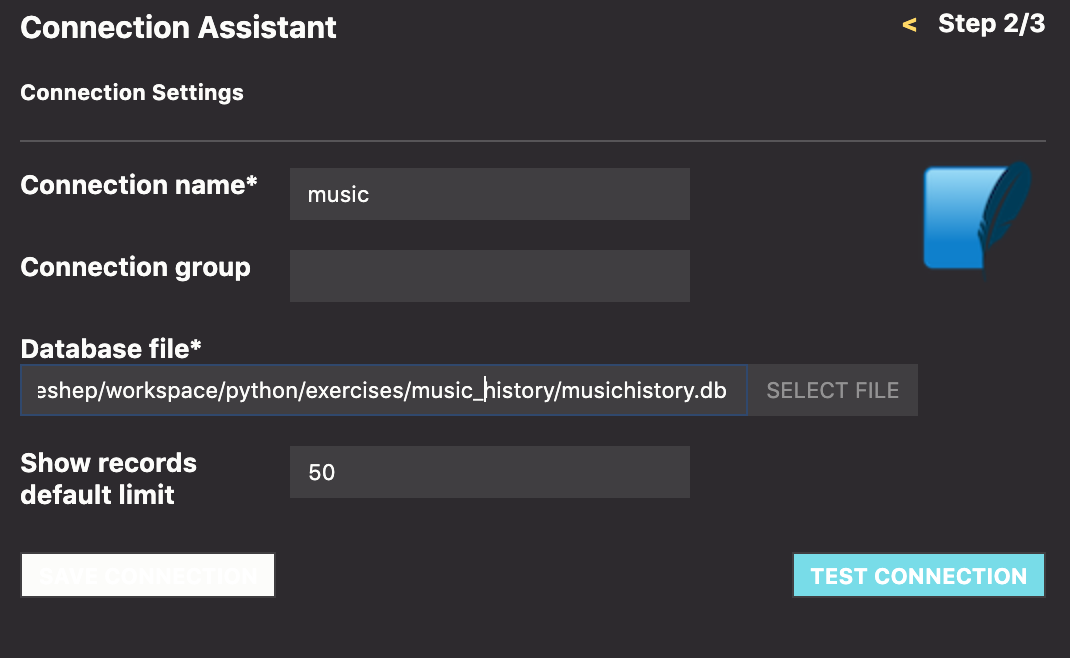 Connection Assistant
< Step 2/3
Connection Settings
Connection name*
music
Connection group
Database file*
eshep/workspace/python/exercises/music_history/musichistory.db
SELECT FILE
Show records
default limit
50
SAVE CONNECTION
TEST CONNECTION